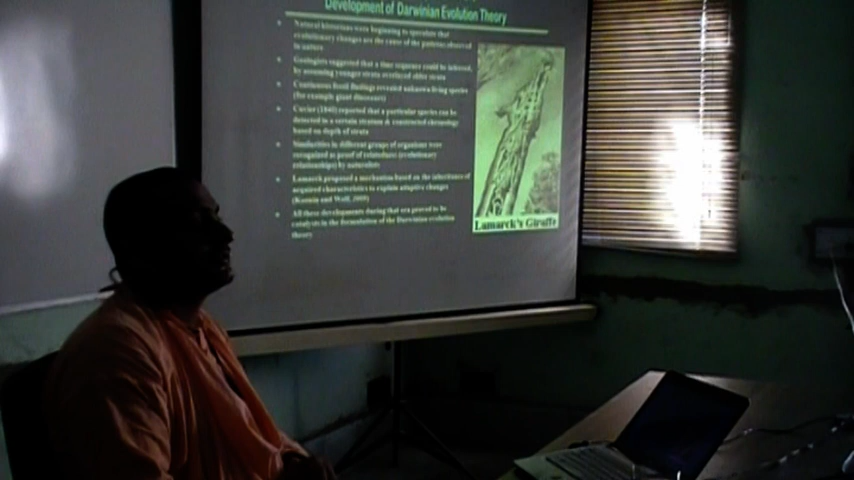 Development of Darwinian Evolution Theory
Natural historians were beginning to speculate that
evolutionary changes are the cause of the patterns observed
in nature
Geologists suggested that a time sequence could be inferred,
by assuming younger strata overlayed older strata
Continuous fossil findings revealed unknown living species
(for example giant dinosaurs)
Cuvier (1840) reported that a particular species can be
detected in a certain stratum & constructed chronology
based on depth of strata
Similarities in different groups of organisms were
recognized as proof of relatedness (evolutionary
relationships) by naturalists
Lamarck proposed a mechanism based on the inheritance of
acquired characteristics to explain adaptive changes
All these developments during that era proved to be
catalysts in the formulation of the Darwinian evolution
theory
Lamarck's Giraffe